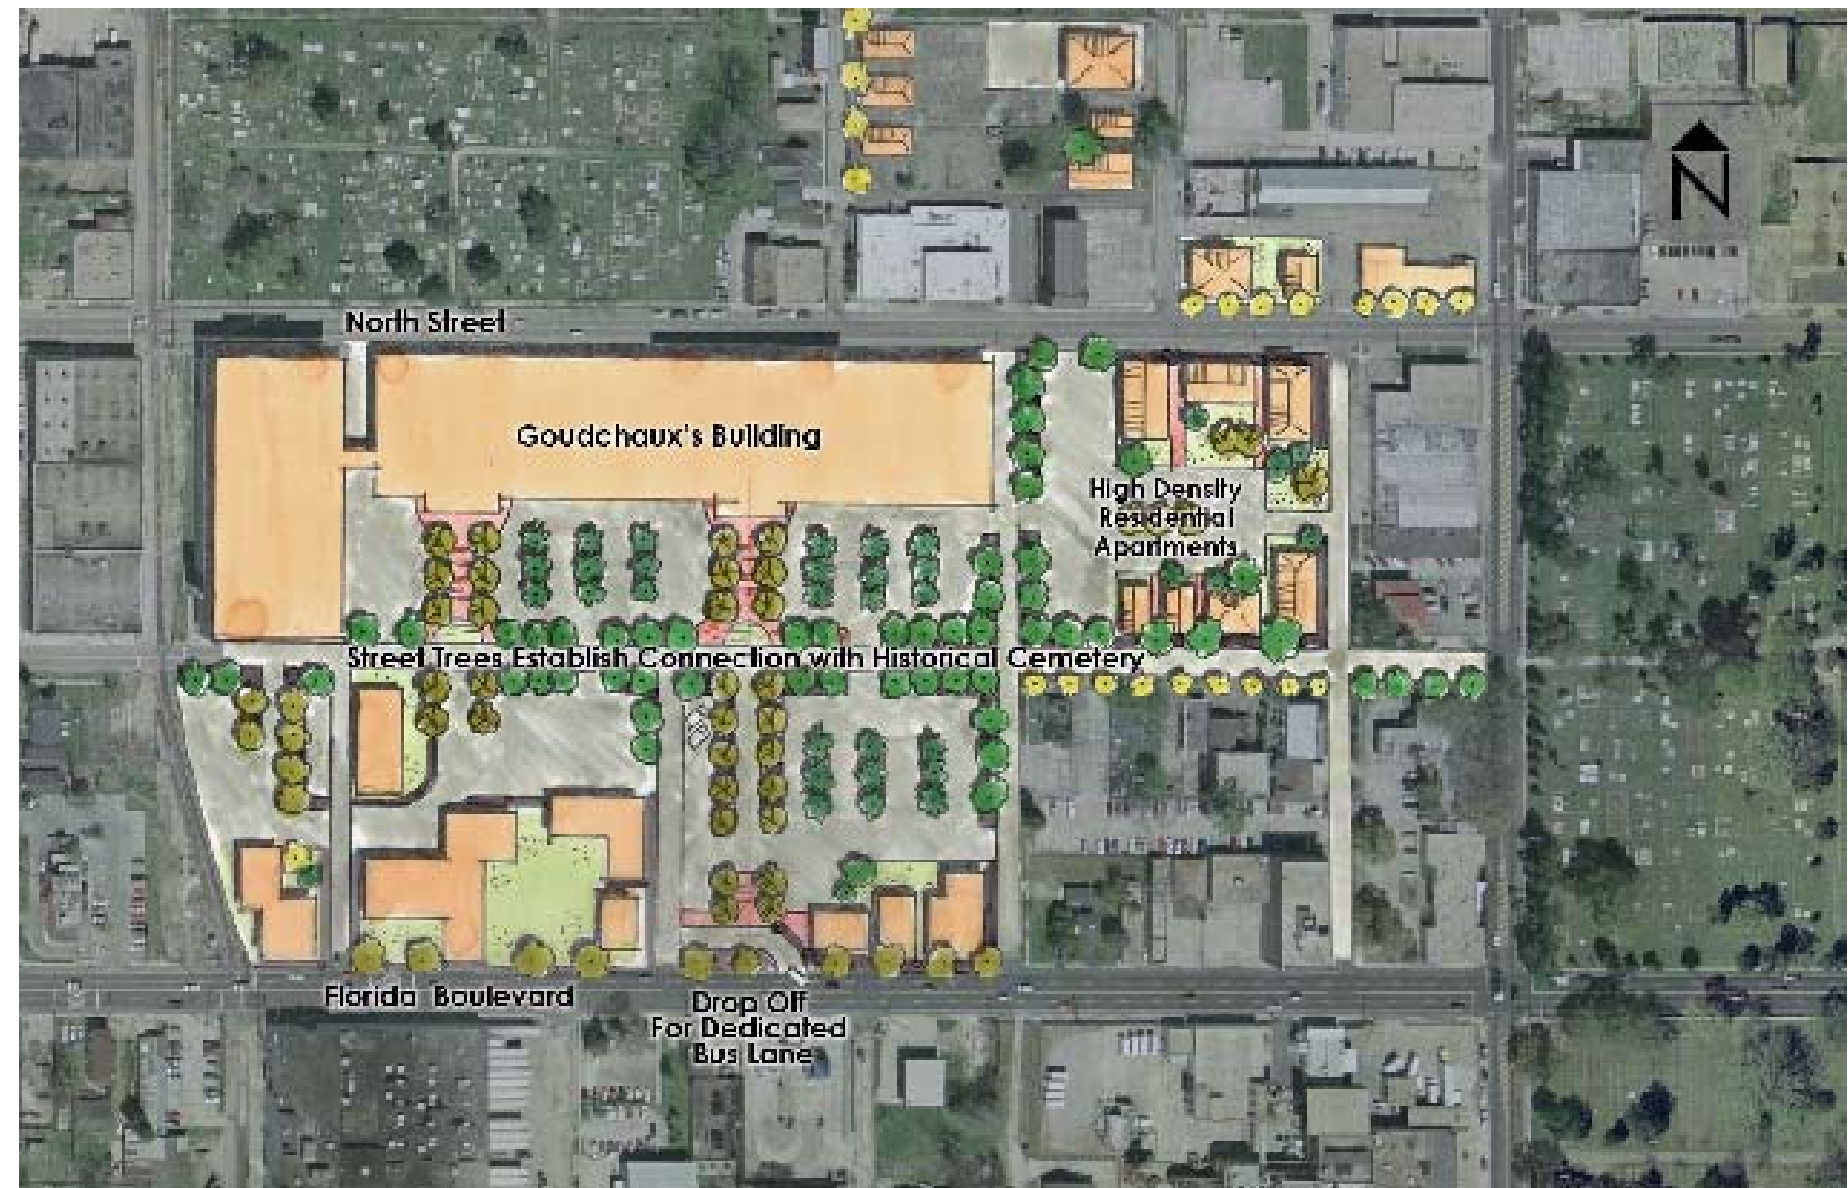 N
North Street
Goudchaux's Building
High Density
Residential
Apartments
Street Trees Establish Connection with Historical Cemetery
Florida Boulevard
Drop Off
For Dedicated
Bus Lane